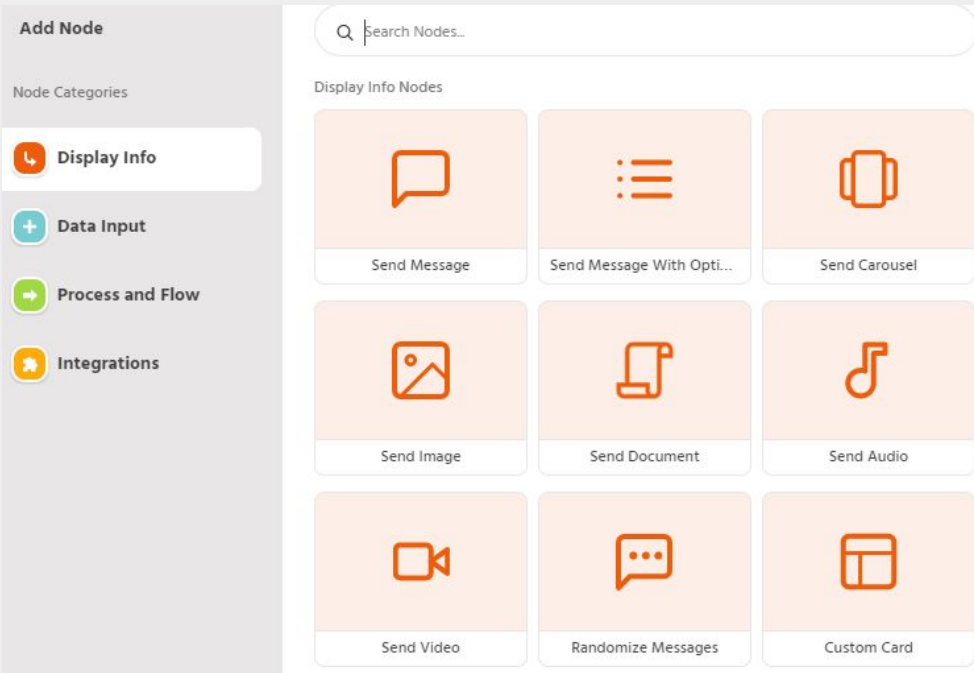 Add Node
Node Categories
Display Info
Data Input
Process and Flow
Integrations
Search Nodes...
Display Info Nodes
Send Message
Send Message With Opti...
Send Carousel
Send Image
Send Document
Send Audio
Send Video
Randomize Messages
Custom Card